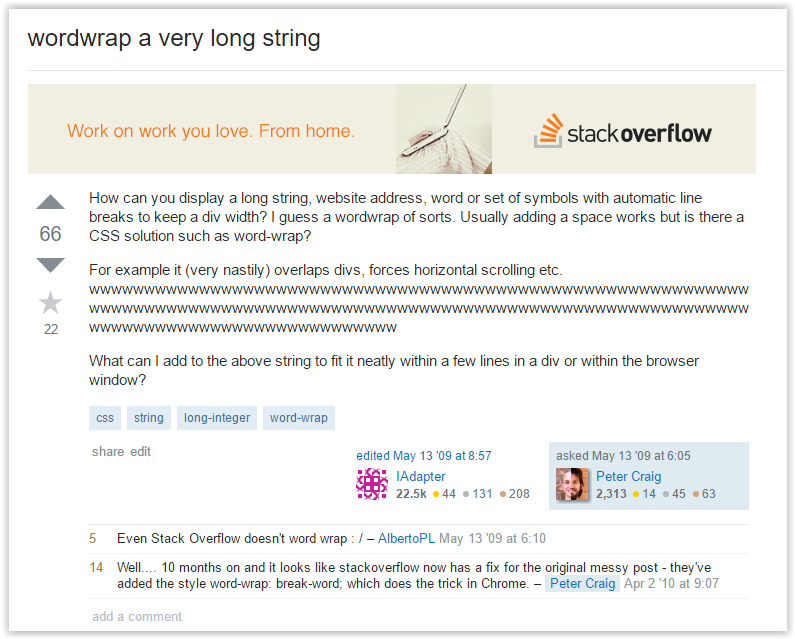 wordwrap a very long string
Work on work you love. From home.
stackoverflow
How can you display a long string, website address, word or set of symbols with automatic line
breaks to keep a div width? I guess a wordwrap of sorts. Usually adding a space works but is there a
CSS solution such as word-wrap?
66
For example it (very nastily) overlaps divs, forces horizontal scrolling etc.
wwwwwwwwwwwwwwwwwwwwwwwwwwwwwwwwwwwwwwwwwwwwwwwwwwwwwwwwwwww
wwwwwwwwwwwwwwwwwwwwwwwwwwwwwwwwwwwwwwwwwwwwwwwwwwwwwwwwwwww
wwwwwwwwwwwwwwwwwwwwwwwwwwww
22
What can I add to the above string to fit it neatly within a few lines in a div or within the browser
window?
css string long-integer word-wrap
share edit
edited May 13 '09 at 8:57
IAdapter
22.5k 44 131 208
asked May 13 '09 at 6:05
Peter Craig
2,313 14 45 63
5 Even Stack Overflow doesn't word wrap : / – AlbertoPL May 13 '09 at 6:10
14 Well.... 10 months on and it looks like stackoverflow now has a fix for the original messy post - they've
added the style word-wrap: break-word; which does the trick in Chrome. – Peter Craig Apr 2 '10 at 9:07
add a comment